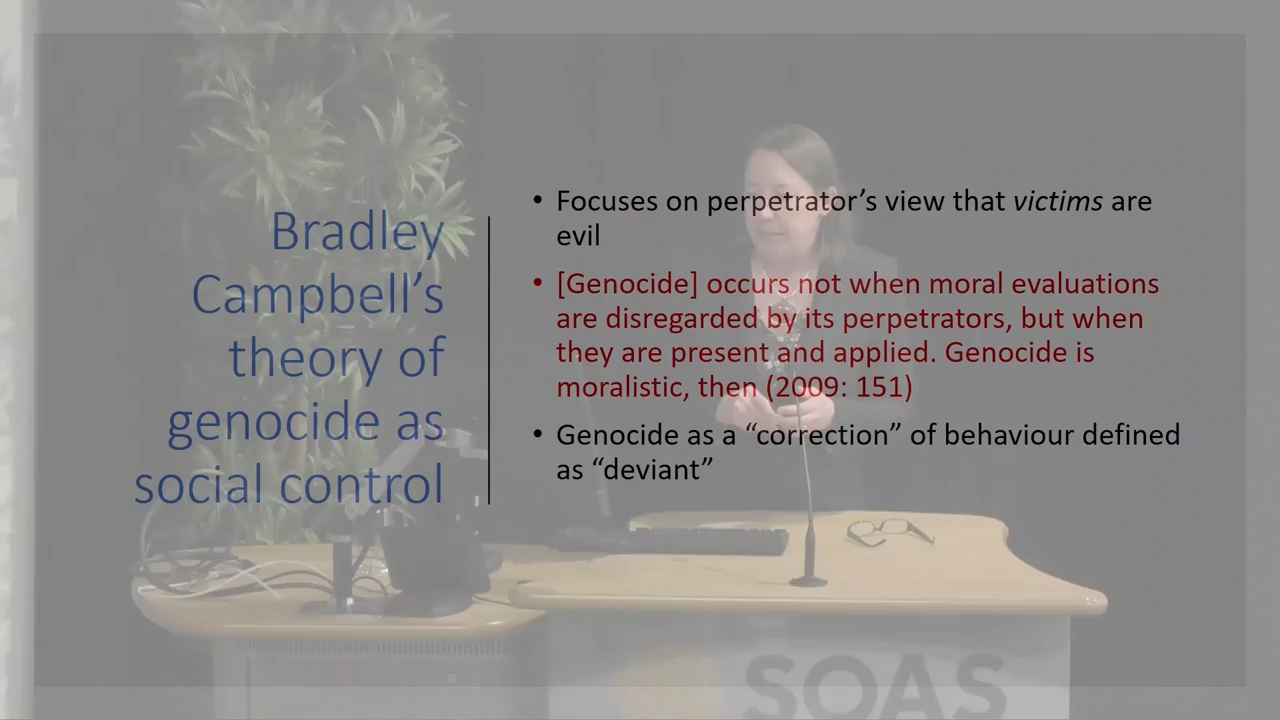 Bradley
Campbell's
theory of
genocide as
social control
• Focuses on perpetrator's view that victims are
evil
• [Genocide] occurs not when moral evaluations
are disregarded by its perpetrators, but when
they are present and applied. Genocide is
moralistic, then (2009: 151)
• Genocide as a “correction” of behaviour defined
as “deviant”
SOAS